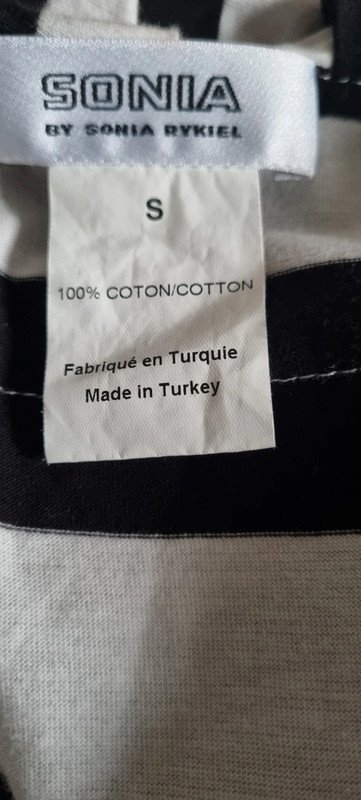 SONIA
BY SONIA RYKIEL
S
100% COTON/COTTON
Fabriqué en Turquie
Made in Turkey